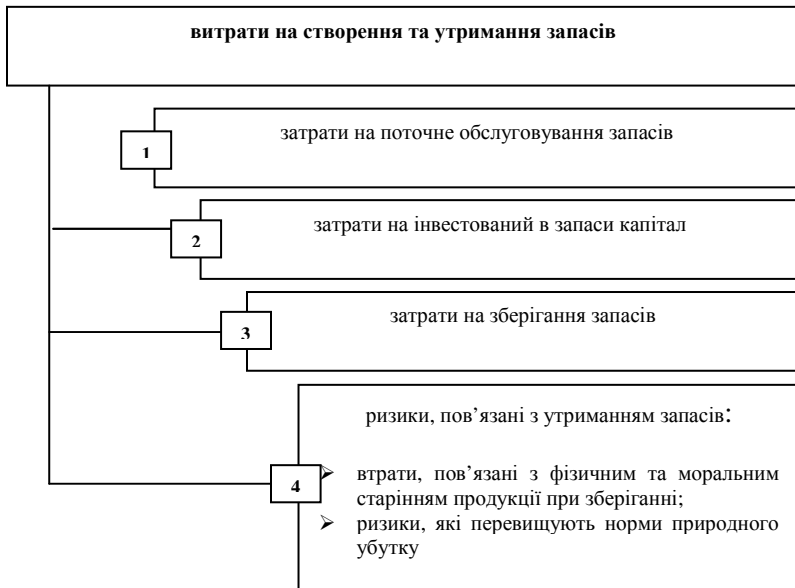 витрати на створення та утримання запасів
1
затрати на поточне обслуговування запасів
2
затрати на інвестований в запаси капітал
3
затрати на зберігання запасів
4
ризики, пов’язані з утриманням запасів:
втрати, пов’язані з фізичним та моральним
старінням продукції при зберіганні;
ризики, які перевищують норми природного
убутку